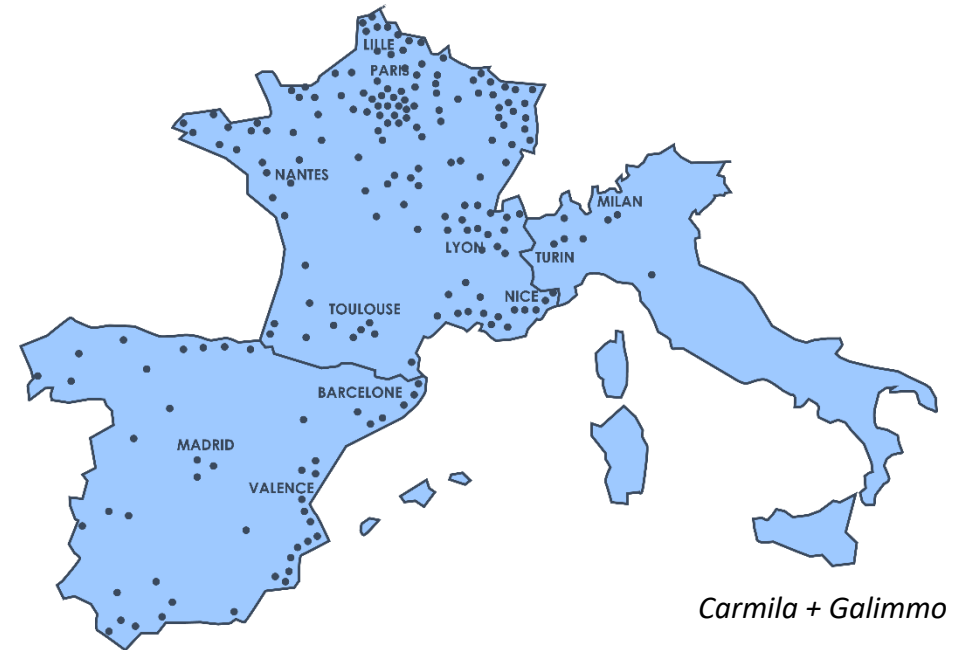 LILLE
PARIS
NANTES
MILAN
LYON
TURIN
NICE
TOULOUSE
BARCELONE
MADRID
VALENCE
Carmila + Galimmo